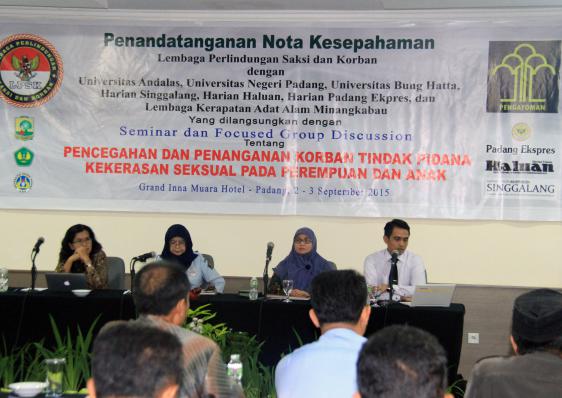 Penandatanganan Nota Kesepahaman
Lembaga Perlindungan Saksi dan Korban
dengan
Universitas Andalas, Universitas Negeri Padang, Universitas Bung Hatta,
Harian Singgalang, Harian Haluan, Harian Padang Ekpres, dan
Lembaga Kerapatan Adat Alam Minangkabau
Yang dilangsungkan dengan
Seminar dan Focused Group Discussion
Tentang
PENCEGAHAN DAN PENANGANAN KORBAN TINDAK PIDANA
KEKERASAN SEKSUAL PADA PEREMPUAN DAN ANAK
Grand Inna Muara Hotel - Padang, 2 - 3 September 2015
LPSK
PENGAYOMAN
Padang Ekspres
Haluan
SINGGALANG